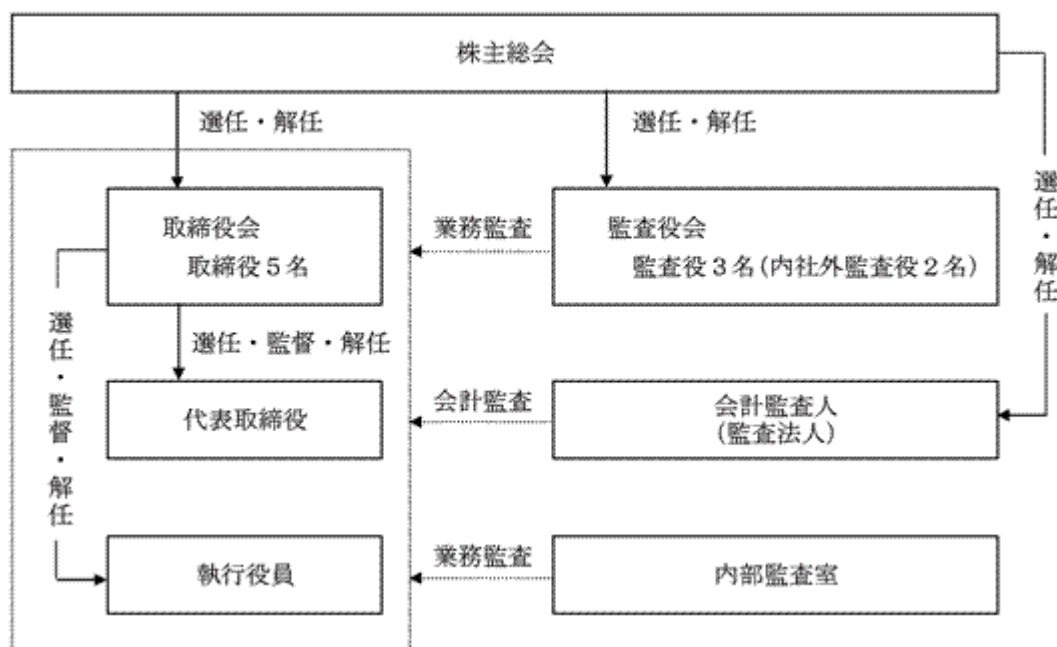 株主総会
選任・解任
選任・解任
選任・解任
取締役会
取締役５名
業務監査
監査役会
監査役３名（内社外監査役２名）
選任・監督・解任
選任・監督・解任
代表取締役
会計監査
会計監査人
（監査法人）
執行役員
業務監査
内部監査室